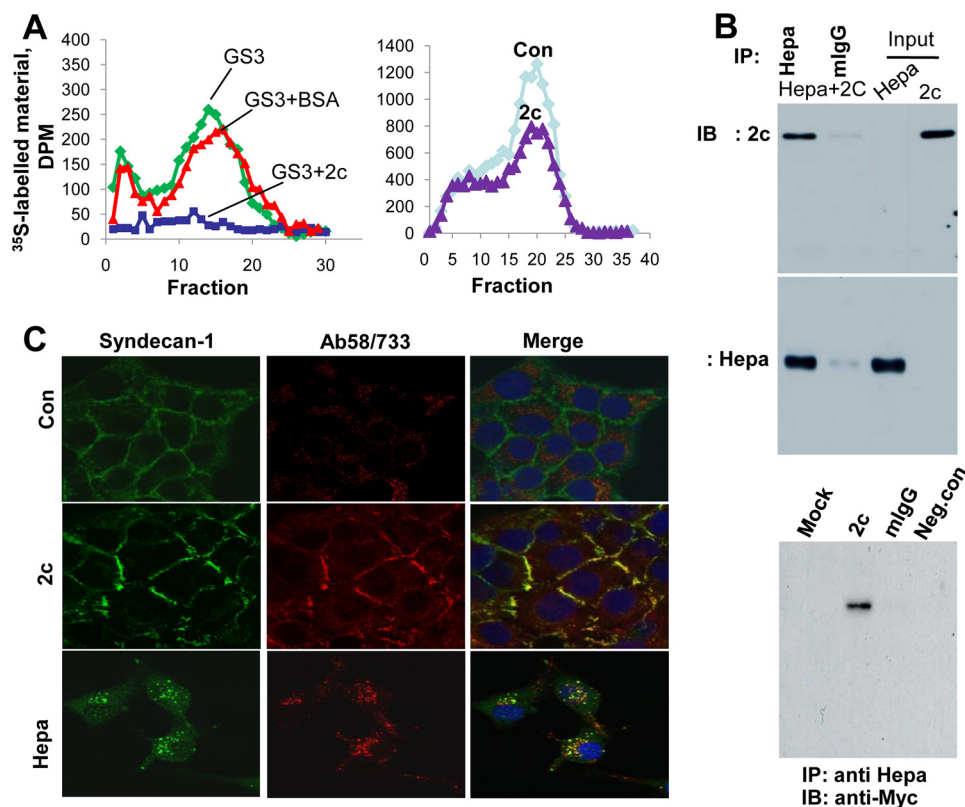 A
³⁵S-labelled material,
DPM
400
350
300
250
200
150
100
50
0
GS3
GS3+BSA
GS3+2c
0 10 20 30
Fraction
1400
1200
1000
800
600
400
200
0
Con
2c
0 5 10 15 20 25 30 35 40
Fraction
B
IP:
Hepa
mIgG
Input
Hepa+2C
Hepa
2c
IB : 2c
: Hepa
Mock
2c
mIgG
Neg.con
IP: anti Hepa
IB: anti-Myc
C
Syndecan-1 Ab58/733 Merge
Con
2c
Hepa